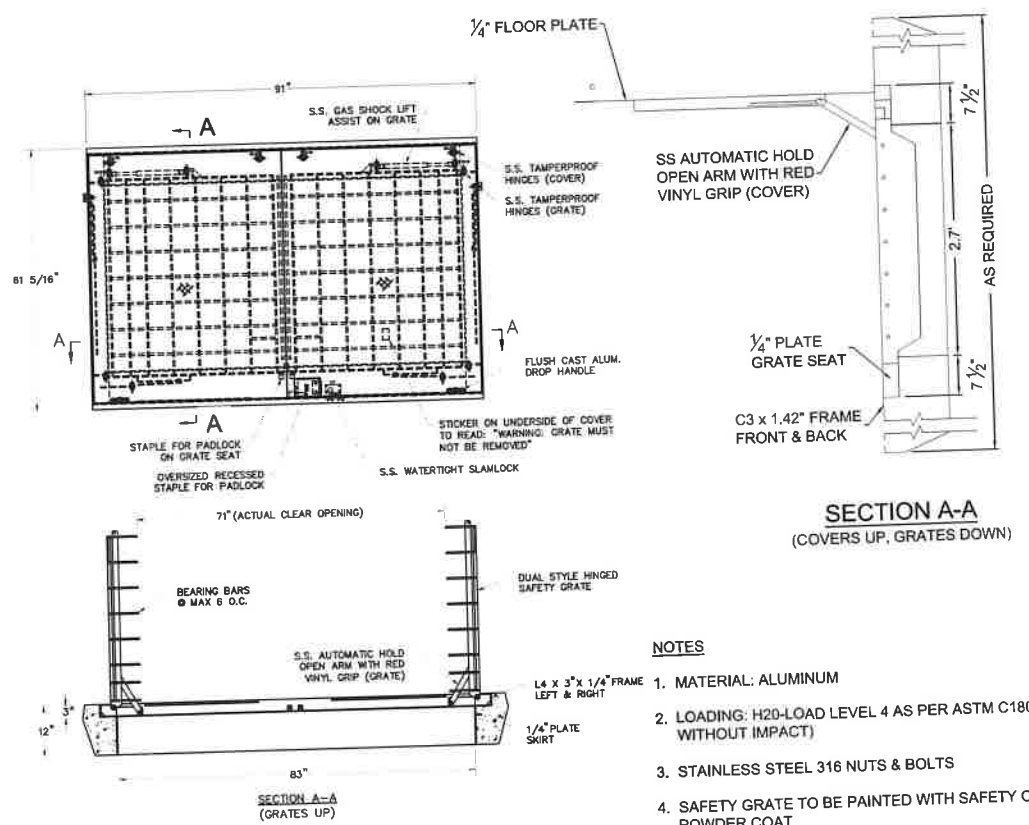 1/4" FLOOR PLATE
91"
S.S. GAS SHOCK LIFT
ASSIST ON GRATE
A
S.S. TAMPERPROOF
HINGES (COVER)
S.S. TAMPERPROOF
HINGES (GRATE)
SS AUTOMATIC HOLD
OPEN ARM WITH RED
VINYL GRIP (COVER)
7 1/2"
2.7'
AS REQUIRED
7 1/2"
61 5/16"
A
A
FLUSH CAST ALUM.
DROP HANDLE
1/4" PLATE
GRATE SEAT
A
STAPLE FOR PADLOCK
ON GRATE SEAT
OVERSIZED RECESSED
STAPLE FOR PADLOCK
STICKER ON UNDERSIDE OF COVER
TO READ: "WARNING: GRATE MUST
NOT BE REMOVED"
S.S. WATERTIGHT SLAMLOCK
C3 x 1.42" FRAME
FRONT & BACK
SECTION A-A
(COVERS UP, GRATES DOWN)
71" (ACTUAL CLEAR OPENING)
BEARING BARS
@ MAX 6 O.C.
DUAL STYLE HINGED
SAFETY GRATE
S.S. AUTOMATIC HOLD
OPEN ARM WITH RED
VINYL GRIP (GRATE)
L4 X 3" X 1/4" FRAME
LEFT & RIGHT
3"
12"
1/4" PLATE
SKIRT
83"
SECTION A-A
(GRATES UP)
NOTES
1. MATERIAL: ALUMINUM
2. LOADING: H20-LOAD LEVEL 4 AS PER ASTM C180
WITHOUT IMPACT)
3. STAINLESS STEEL 316 NUTS & BOLTS
4. SAFETY GRATE TO BE PAINTED WITH SAFETY O
POWDER COAT